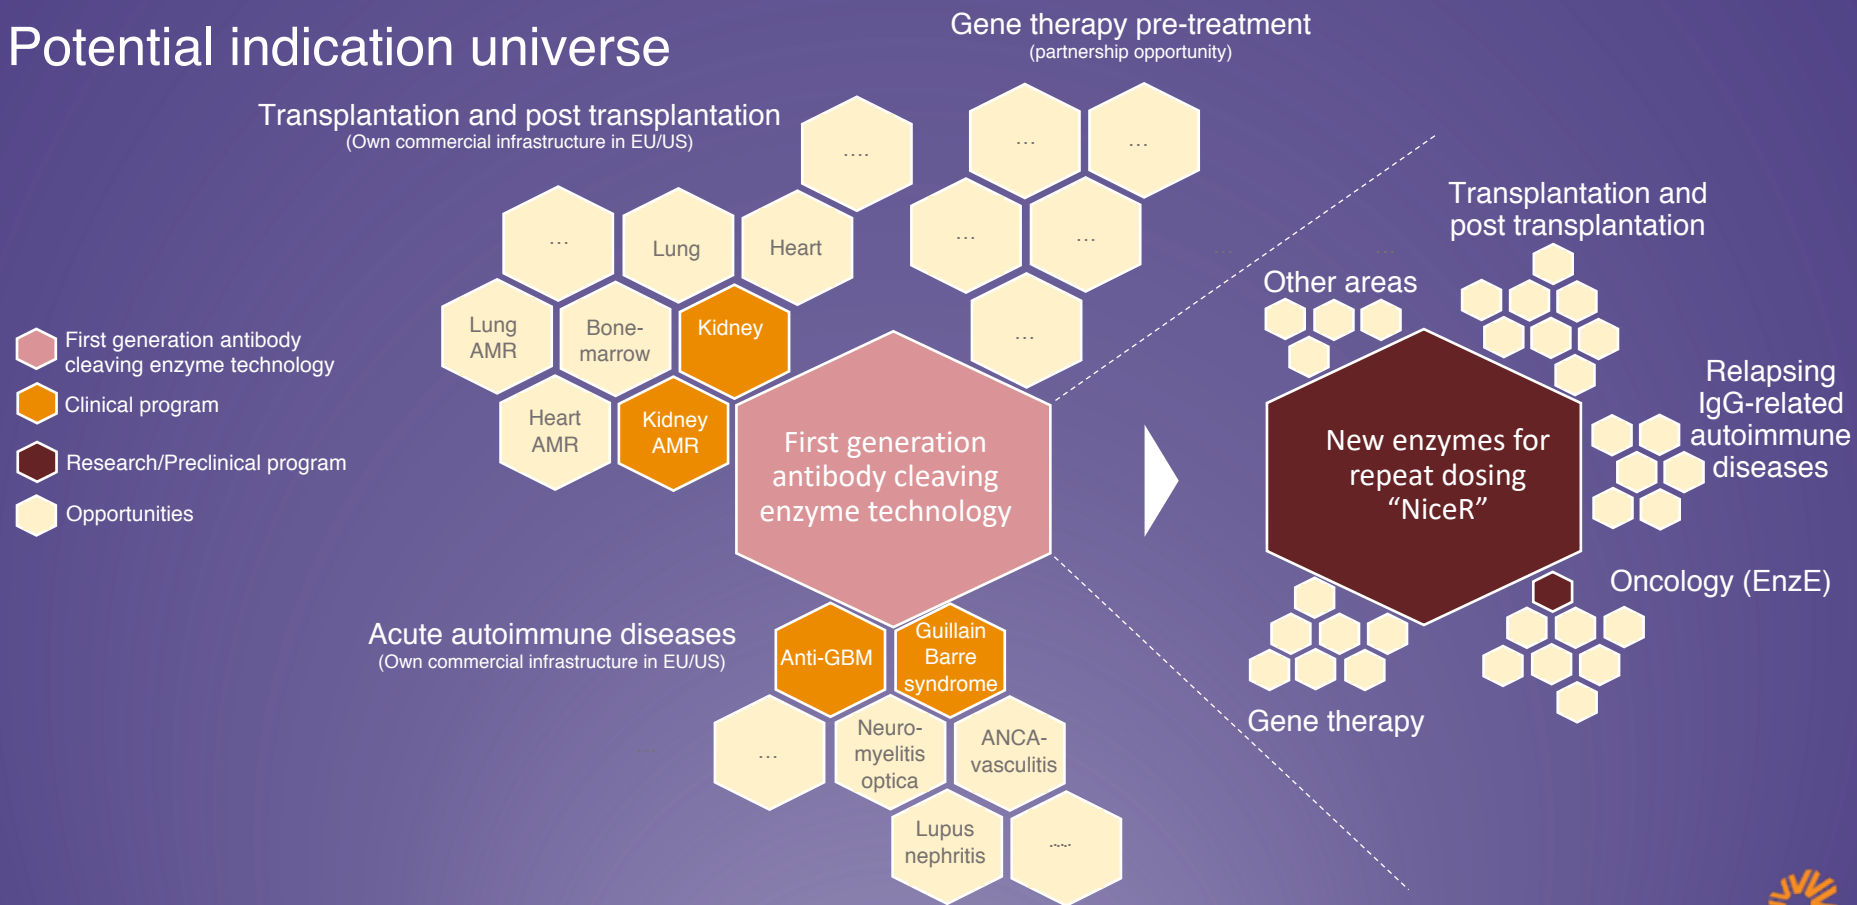 Potential indication universe
Gene therapy pre-treatment
(partnership opportunity)
Transplantation and post transplantation
(Own commercial infrastructure in EU/US)
....
...
...
...
...
...
...
Lung
Heart
Lung
AMR
Bone-
marrow
Kidney
Heart
AMR
Kidney
AMR
First generation antibody
cleaving enzyme technology
Clinical program
Research/Preclinical program
Opportunities
First generation
antibody cleaving
enzyme technology
Acute autoimmune diseases
(Own commercial infrastructure in EU/US)
Anti-GBM
Guillain
Barre
syndrome
...
Neuro-
myelitis
optica
ANCA-
vasculitis
Lupus
nephritis
....
...
...
....
Transplantation and
post transplantation
Other areas
Relapsing
IgG-related
autoimmune
diseases
New enzymes for
repeat dosing
“NiceR”
Oncology (EnzE)
Gene therapy